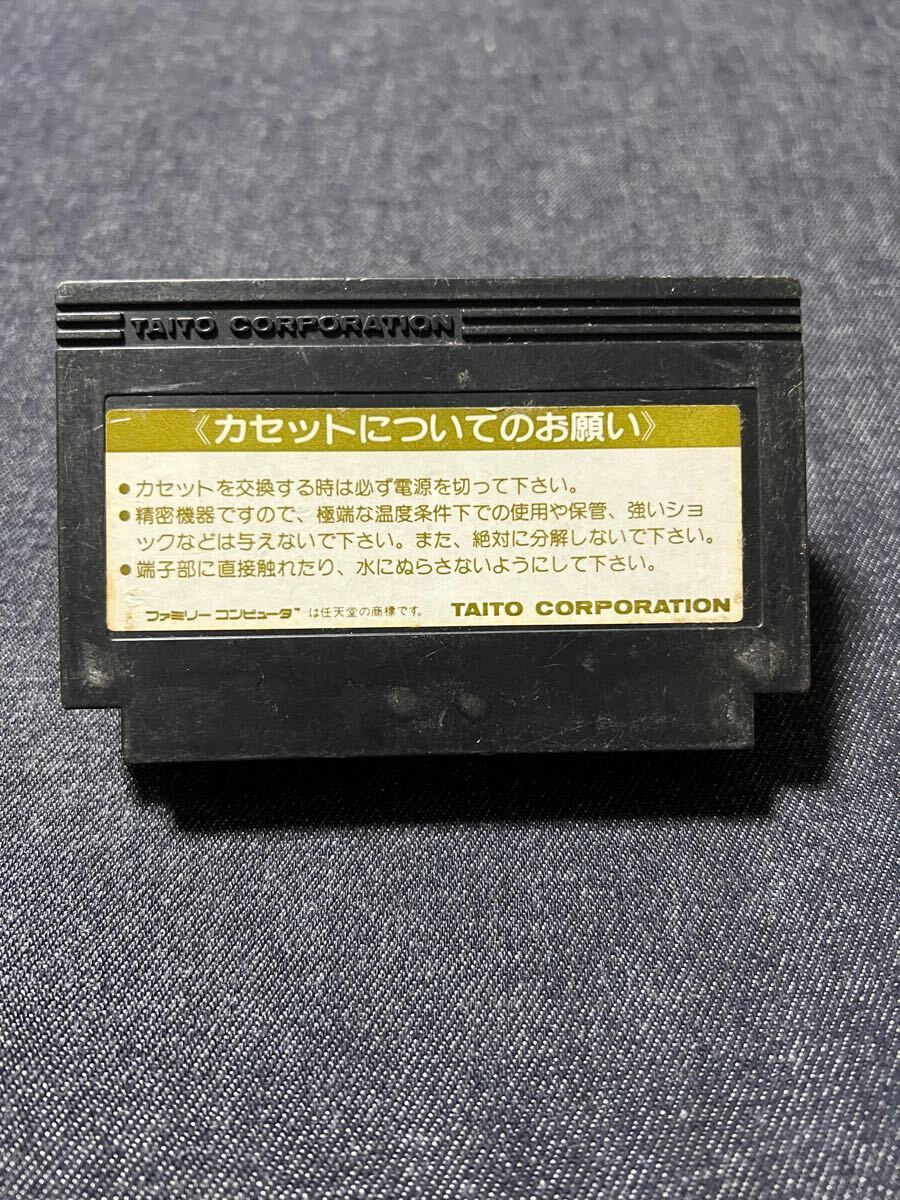 TAITO CORPORATION
《カセットについてのお願い》
●カセットを交換する時は必ず電源を切って下さい。
●精密機器ですので、極端な温度条件下での使用や保管、強いショ
ックなどは与えないで下さい。また、絶対に分解しないで下さい。
●端子部に直接触れたり、水にぬらさないようにして下さい。
ファミリーコンピュータ™ は任天堂の商標です。 TAITO CORPORATION